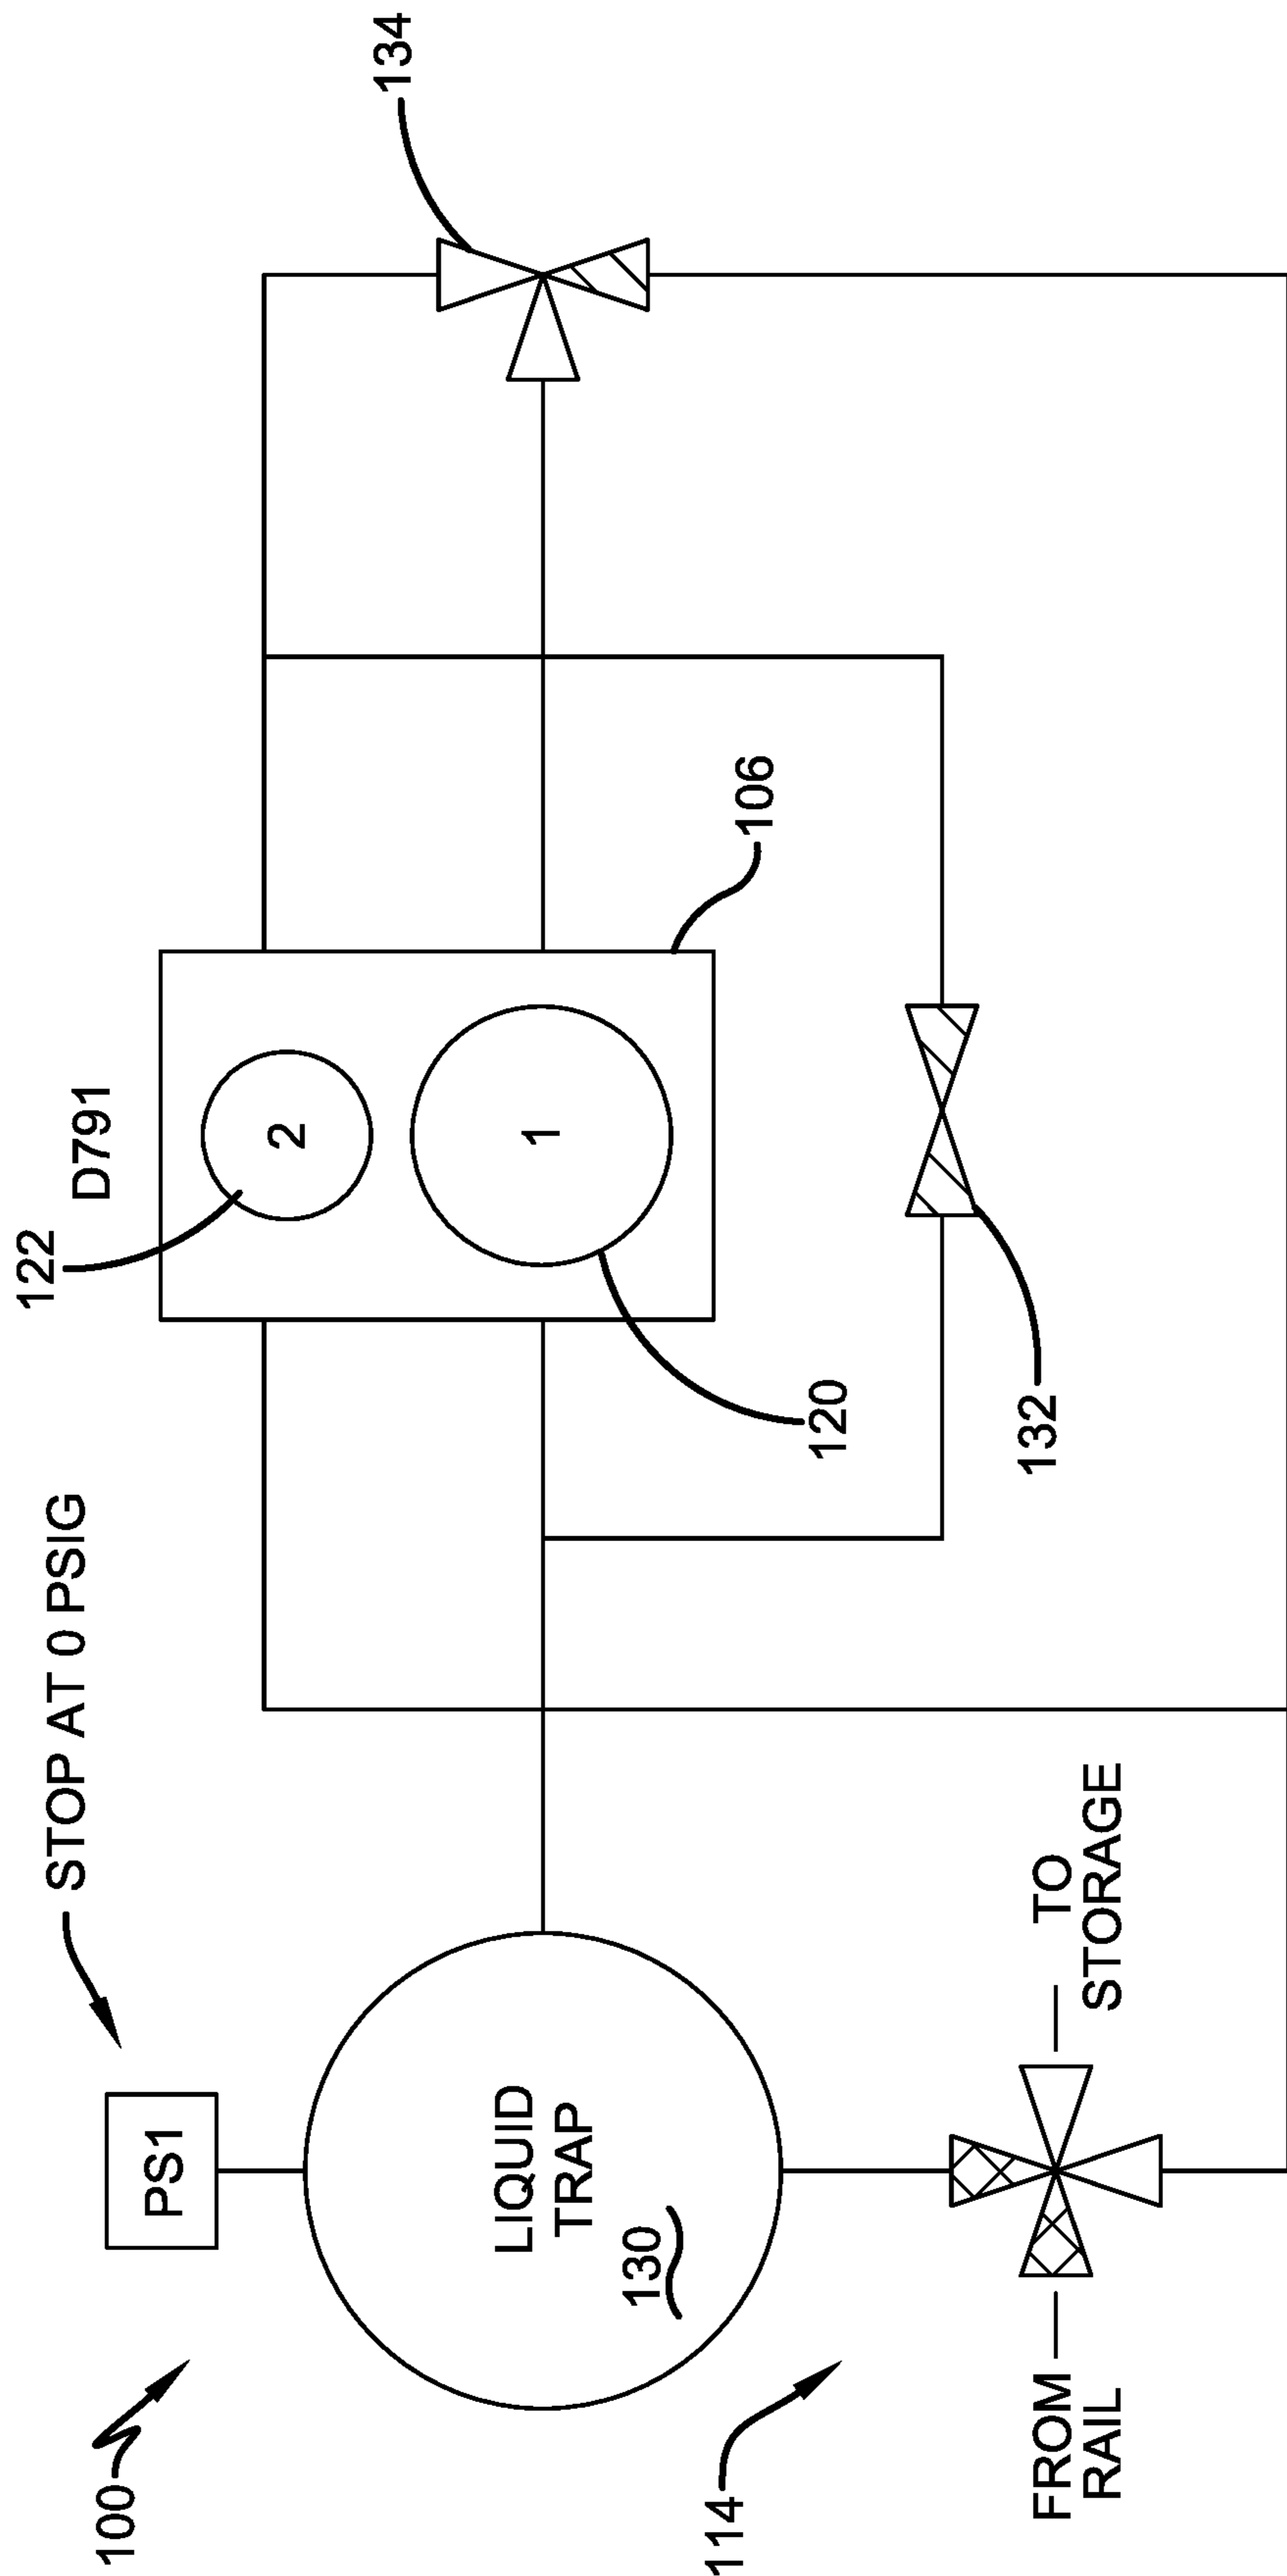 100
STOP AT 0 PSIG
PS1
122
D791
2
1
134
106
120
132
LIQUID
TRAP
130
114
FROM
RAIL
TO
STORAGE